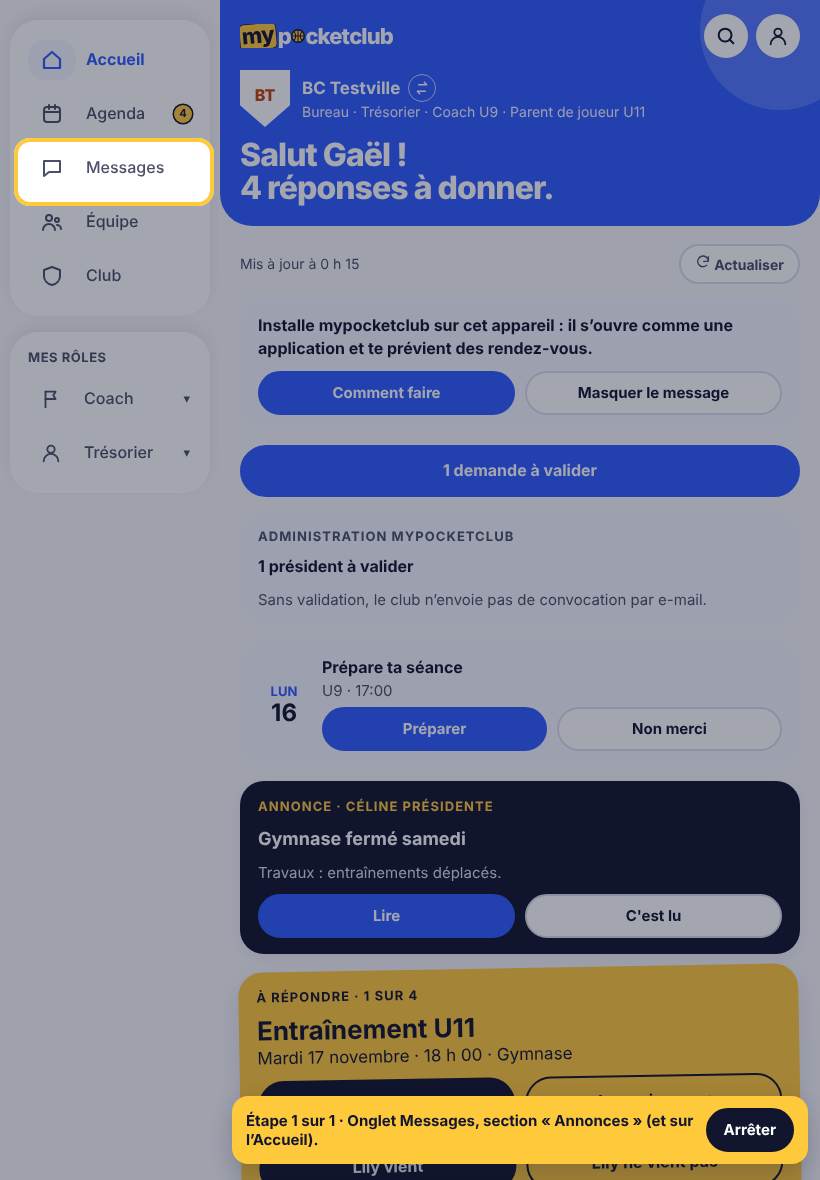 Accueil
Agenda 4
Messages
Équipe
Club
MES RÔLES
Coach
Trésorier
mypocketclub
BT
BC Testville
Bureau · Trésorier · Coach U9 · Parent de joueur U11
Salut Gaël !
4 réponses à donner.
Mis à jour à 0 h 15
Actualiser
Installe mypocketclub sur cet appareil : il s’ouvre comme une
application et te prévient des rendez-vous.
Comment faire
Masquer le message
1 demande à valider
ADMINISTRATION MYPOCKETCLUB
1 président à valider
Sans validation, le club n’envoie pas de convocation par e-mail.
LUN
16
Prépare ta séance
U9 · 17:00
Préparer
Non merci
ANNONCE · CÉLINE PRÉSIDENTE
Gymnase fermé samedi
Travaux : entraînements déplacés.
Lire
C'est lu
À RÉPONDRE · 1 SUR 4
Entraînement U11
Mardi 17 novembre · 18 h 00 · Gymnase
Étape 1 sur 1 · Onglet Messages, section « Annonces » (et sur
l’Accueil).
Arrêter
Lily vient
Lily ne vient pas